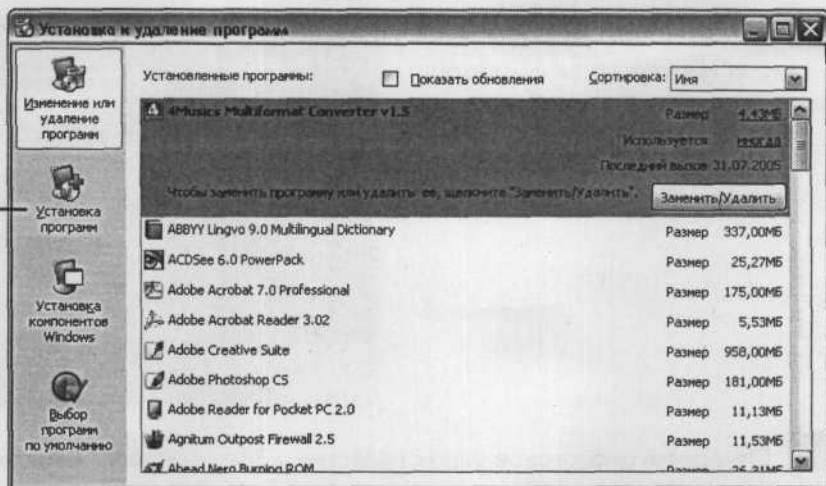 Установка и удаление программ
Изменение или
удаление
программ
Установка
программ
Установка
компонентов
Windows
Выбор
программ
по умолчанию
Установленные программы:
Показать обновления
Сортировка: Имя
4Musics Multiformat Converter v1.5 Размер 4,43МБ
Используется иногда
Последний вызов 31.07.2005
Чтобы заменить программу или удалить ее, щелкните "Заменить/Удалить". Заменить/Удалить
ABBYY Lingvo 9.0 Multilingual Dictionary Размер 337,00МБ
ACDSee 6.0 PowerPack Размер 25,27МБ
Adobe Acrobat 7.0 Professional Размер 175,00МБ
Adobe Acrobat Reader 3.02 Размер 5,53МБ
Adobe Creative Suite Размер 958,00МБ
Adobe Photoshop CS Размер 181,00МБ
Adobe Reader for Pocket PC 2.0 Размер 11,13МБ
Agnitum Outpost Firewall 2.5 Размер 11,53МБ
Ahead Nero Burning ROM Размер 26,31МБ